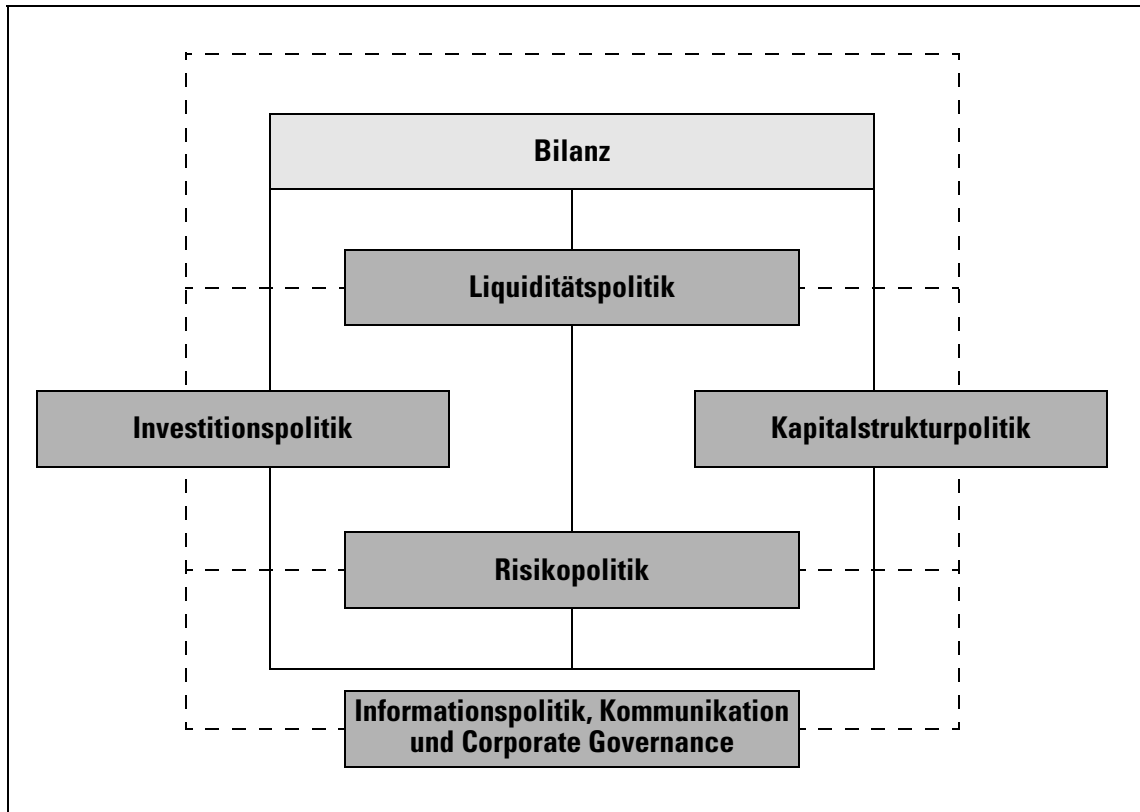 Bilanz
Liquiditätspolitik
Investitionspolitik
Kapitalstrukturpolitik
Risikopolitik
Informationspolitik, Kommunikation
und Corporate Governance